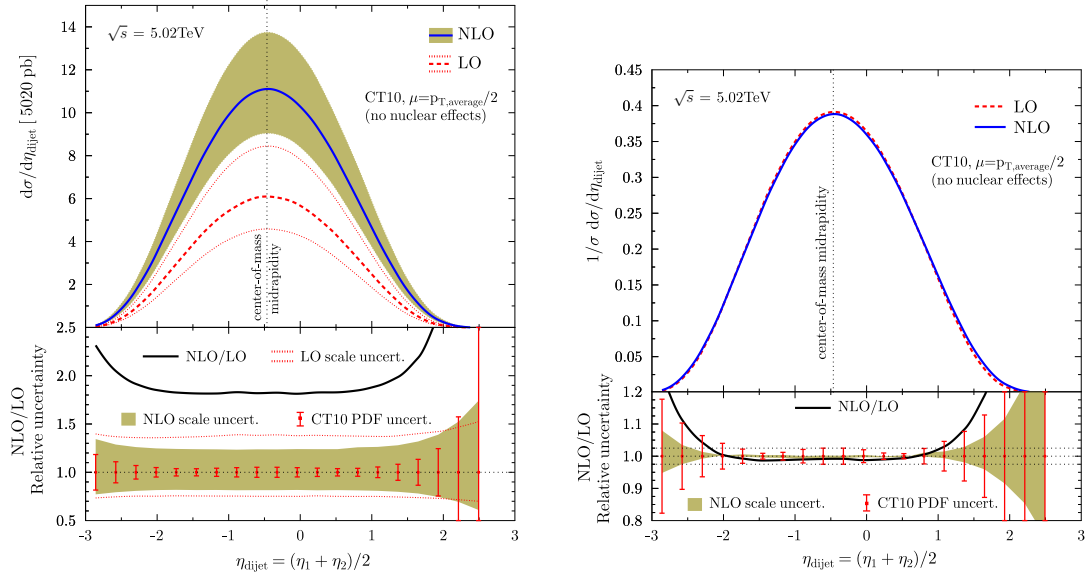 √s = 5.02TeV
NLO
LO
CT10, μ=p_T,average/2
(no nuclear effects)
dσ/dη_dijet [ 5020 pb]
14
12
10
8
6
4
2
center-of-mass
midrapidity
2.5
2.0
1.5
1.0
0.5
NLO/LO
LO scale uncert.
NLO scale uncert.
CT10 PDF uncert.
NLO/LO
Relative uncertainty
-3 -2 -1 0 1 2 3
η_dijet = (η_1 + η_2)/2
√s = 5.02TeV
LO
NLO
CT10, μ=p_T,average/2
(no nuclear effects)
1/σ dσ/dη_dijet
0.45
0.4
0.35
0.3
0.25
0.2
0.15
0.1
0.05
center-of-mass midrapidity
1.2
1.1
1.0
0.9
0.8
NLO/LO
NLO scale uncert.
CT10 PDF uncert.
NLO/LO
Relative uncertainty
-3 -2 -1 0 1 2 3
η_dijet = (η_1 + η_2)/2